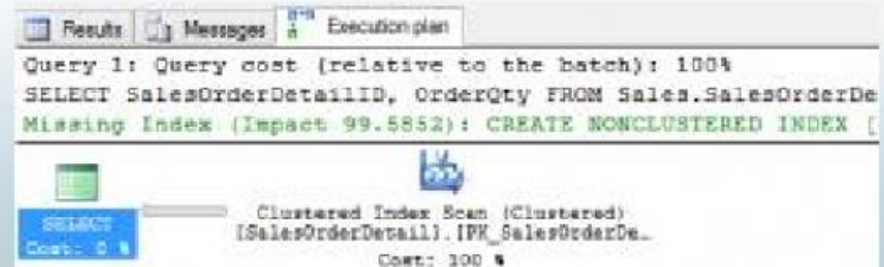 Results Messages Execution plan
Query 1: Query cost (relative to the batch): 100%
SELECT SalesOrderDetailID, OrderQty FROM Sales.SalesOrderDe
Missing Index (Impact 99.5852): CREATE NONCLUSTERED INDEX [
SELECT
Cost: 0 %
Clustered Index Scan (Clustered)
[SalesOrderDetail].[PK_SalesOrderDe…
Cost: 100 %